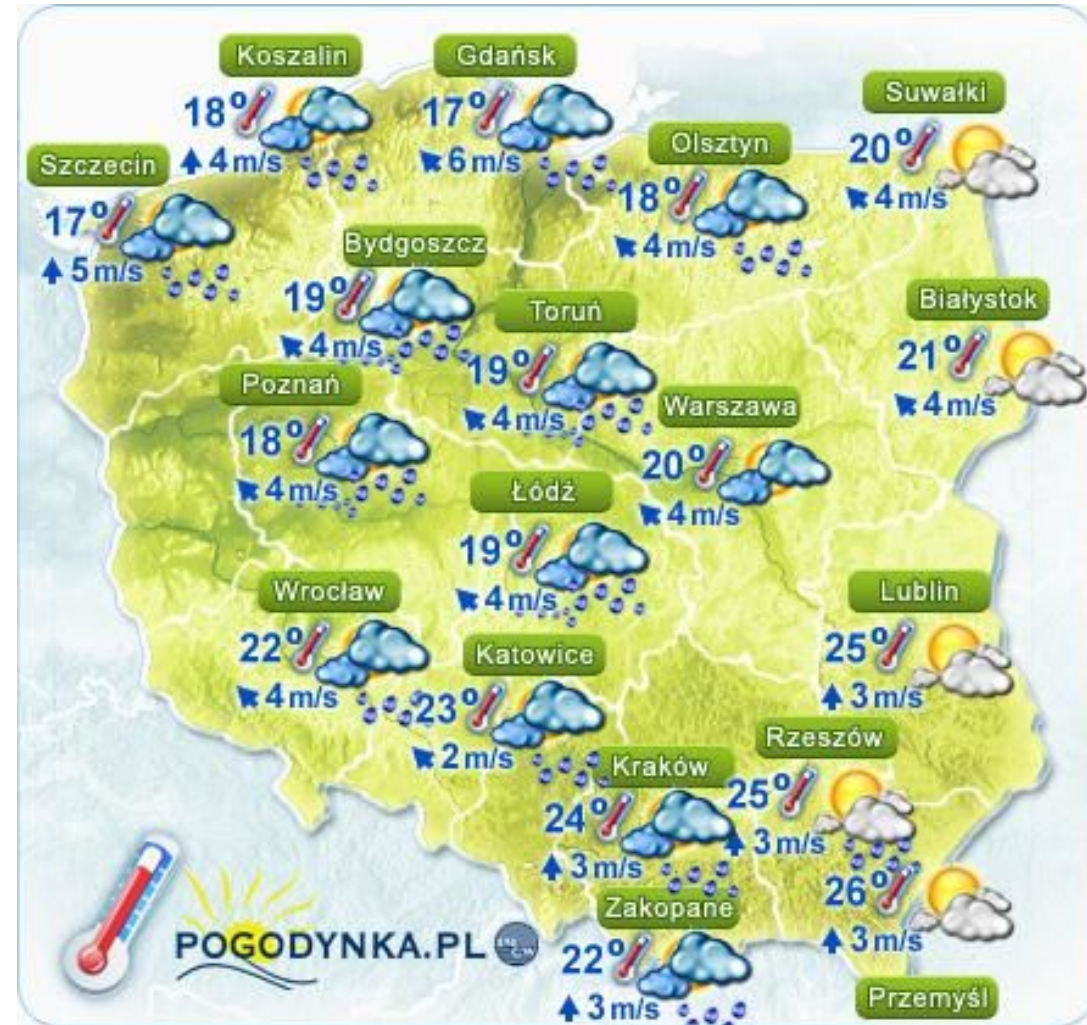 Koszalin
18°
4 m/s
Gdańsk
17°
6 m/s
Suwałki
20°
4 m/s
Szczecin
17°
5 m/s
Olsztyn
18°
4 m/s
Bydgoszcz
19°
4 m/s
Toruń
19°
4 m/s
Białystok
21°
4 m/s
Poznań
18°
4 m/s
Warszawa
20°
4 m/s
Łódź
19°
4 m/s
Wrocław
22°
4 m/s
Katowice
23°
2 m/s
Lublin
25°
3 m/s
Kraków
24°
3 m/s
Rzeszów
25°
3 m/s
26°
3 m/s
Przemyśl
Zakopane
22°
3 m/s
POGODYNKA.PL